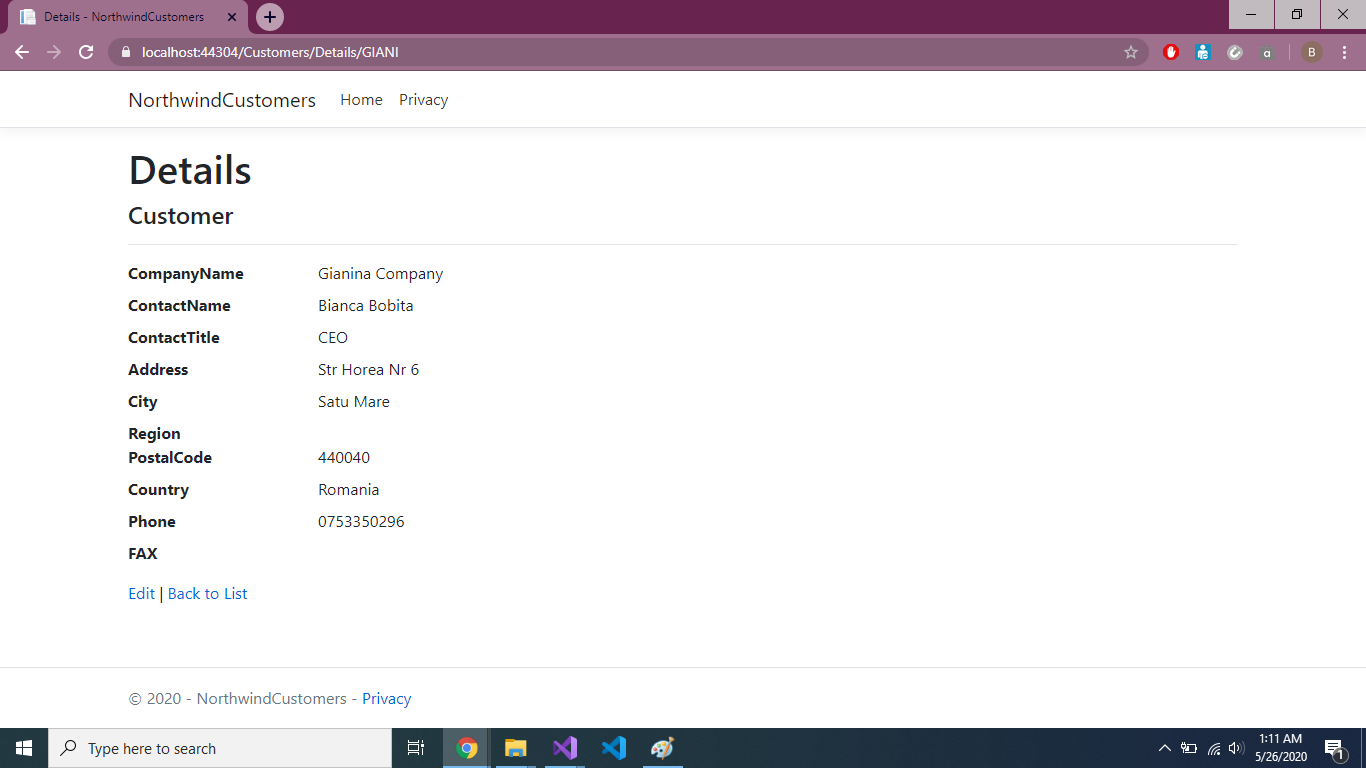 Details - NorthwindCustomers
localhost:44304/Customers/Details/GIANI
B
NorthwindCustomers Home Privacy
Details
Customer
CompanyName Gianina Company
ContactName Bianca Bobita
ContactTitle CEO
Address Str Horea Nr 6
City Satu Mare
Region
PostalCode 440040
Country Romania
Phone 0753350296
FAX
Edit | Back to List
© 2020 - NorthwindCustomers - Privacy
Type here to search
1:11 AM
5/26/2020
1